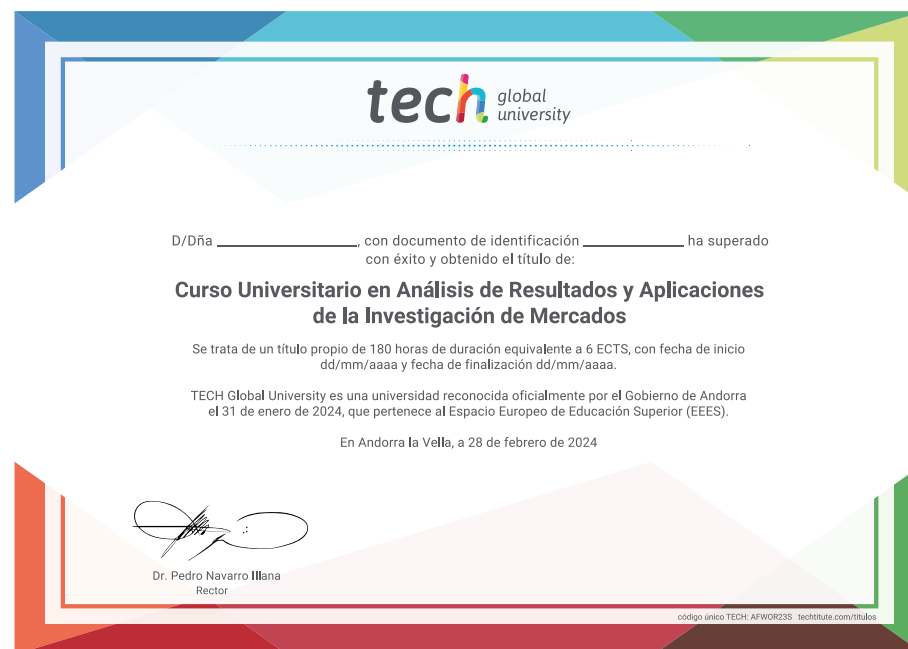 tech global
university
D/Dña ______________, con documento de identificación __________ ha superado
con éxito y obtenido el título de:
Curso Universitario en Análisis de Resultados y Aplicaciones
de la Investigación de Mercados
Se trata de un título propio de 180 horas de duración equivalente a 6 ECTS, con fecha de inicio
dd/mm/aaaa y fecha de finalización dd/mm/aaaa.
TECH Global University es una universidad reconocida oficialmente por el Gobierno de Andorra
el 31 de enero de 2024, que pertenece al Espacio Europeo de Educación Superior (EEES).
En Andorra la Vella, a 28 de febrero de 2024
Dr. Pedro Navarro Illana
Rector
código único TECH: AFWOR23S techtitute.com/titulos